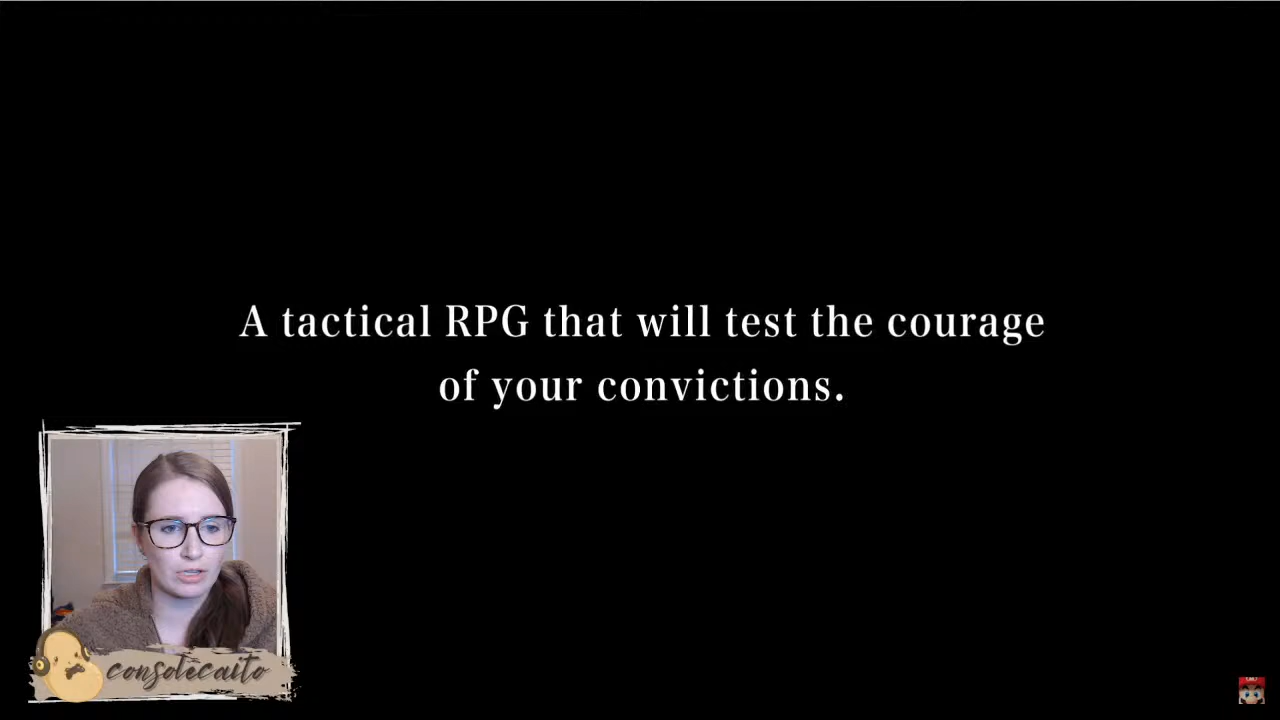 A tactical RPG that will test the courage
of your convictions.
consolecaito